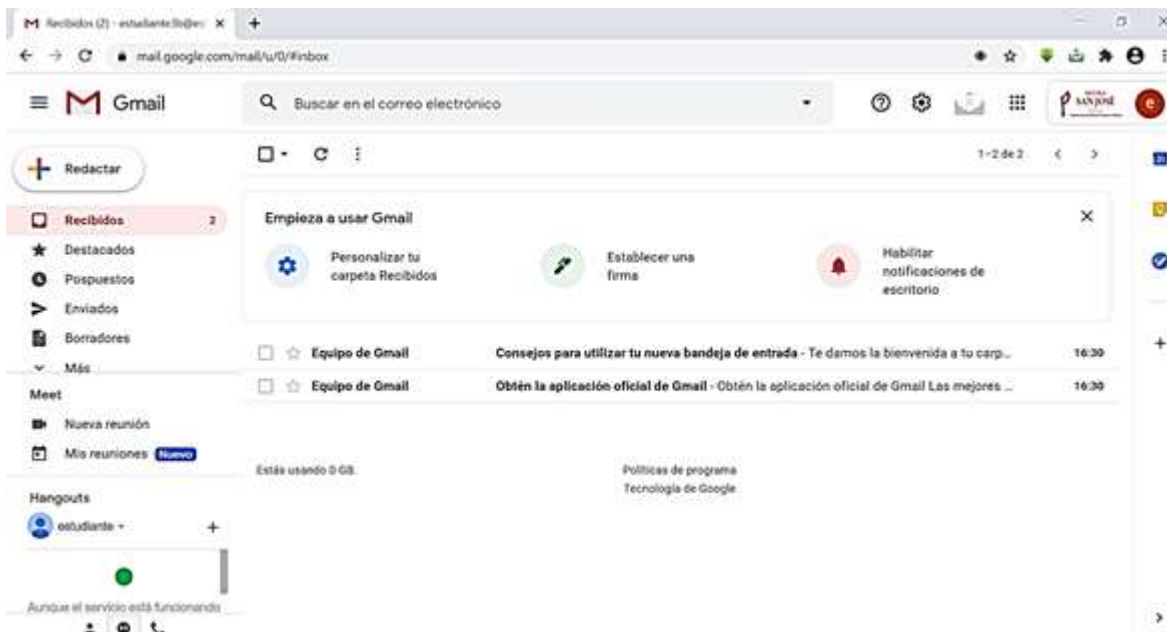 Recibidos (2) - estudiante
mail.google.com/mail/u/0/#inbox
Gmail
Buscar en el correo electrónico
SAN JOSÉ
e
Redactar
1–2 de 2
Recibidos 2
Destacados
Pospuestos
Enviados
Borradores
Más
Empieza a usar Gmail
Personalizar tu
carpeta Recibidos
Establecer una
firma
Habilitar
notificaciones de
escritorio
Equipo de Gmail Consejos para utilizar tu nueva bandeja de entrada - Te damos la bienvenida a tu carp... 16:30
Equipo de Gmail Obtén la aplicación oficial de Gmail - Obtén la aplicación oficial de Gmail Las mejores ... 16:30
Meet
Nueva reunión
Mis reuniones Nuevo
Estás usando 0 GB.
Políticas de programa
Tecnología de Google
Hangouts
estudiante
Aunque el servicio está funcionando